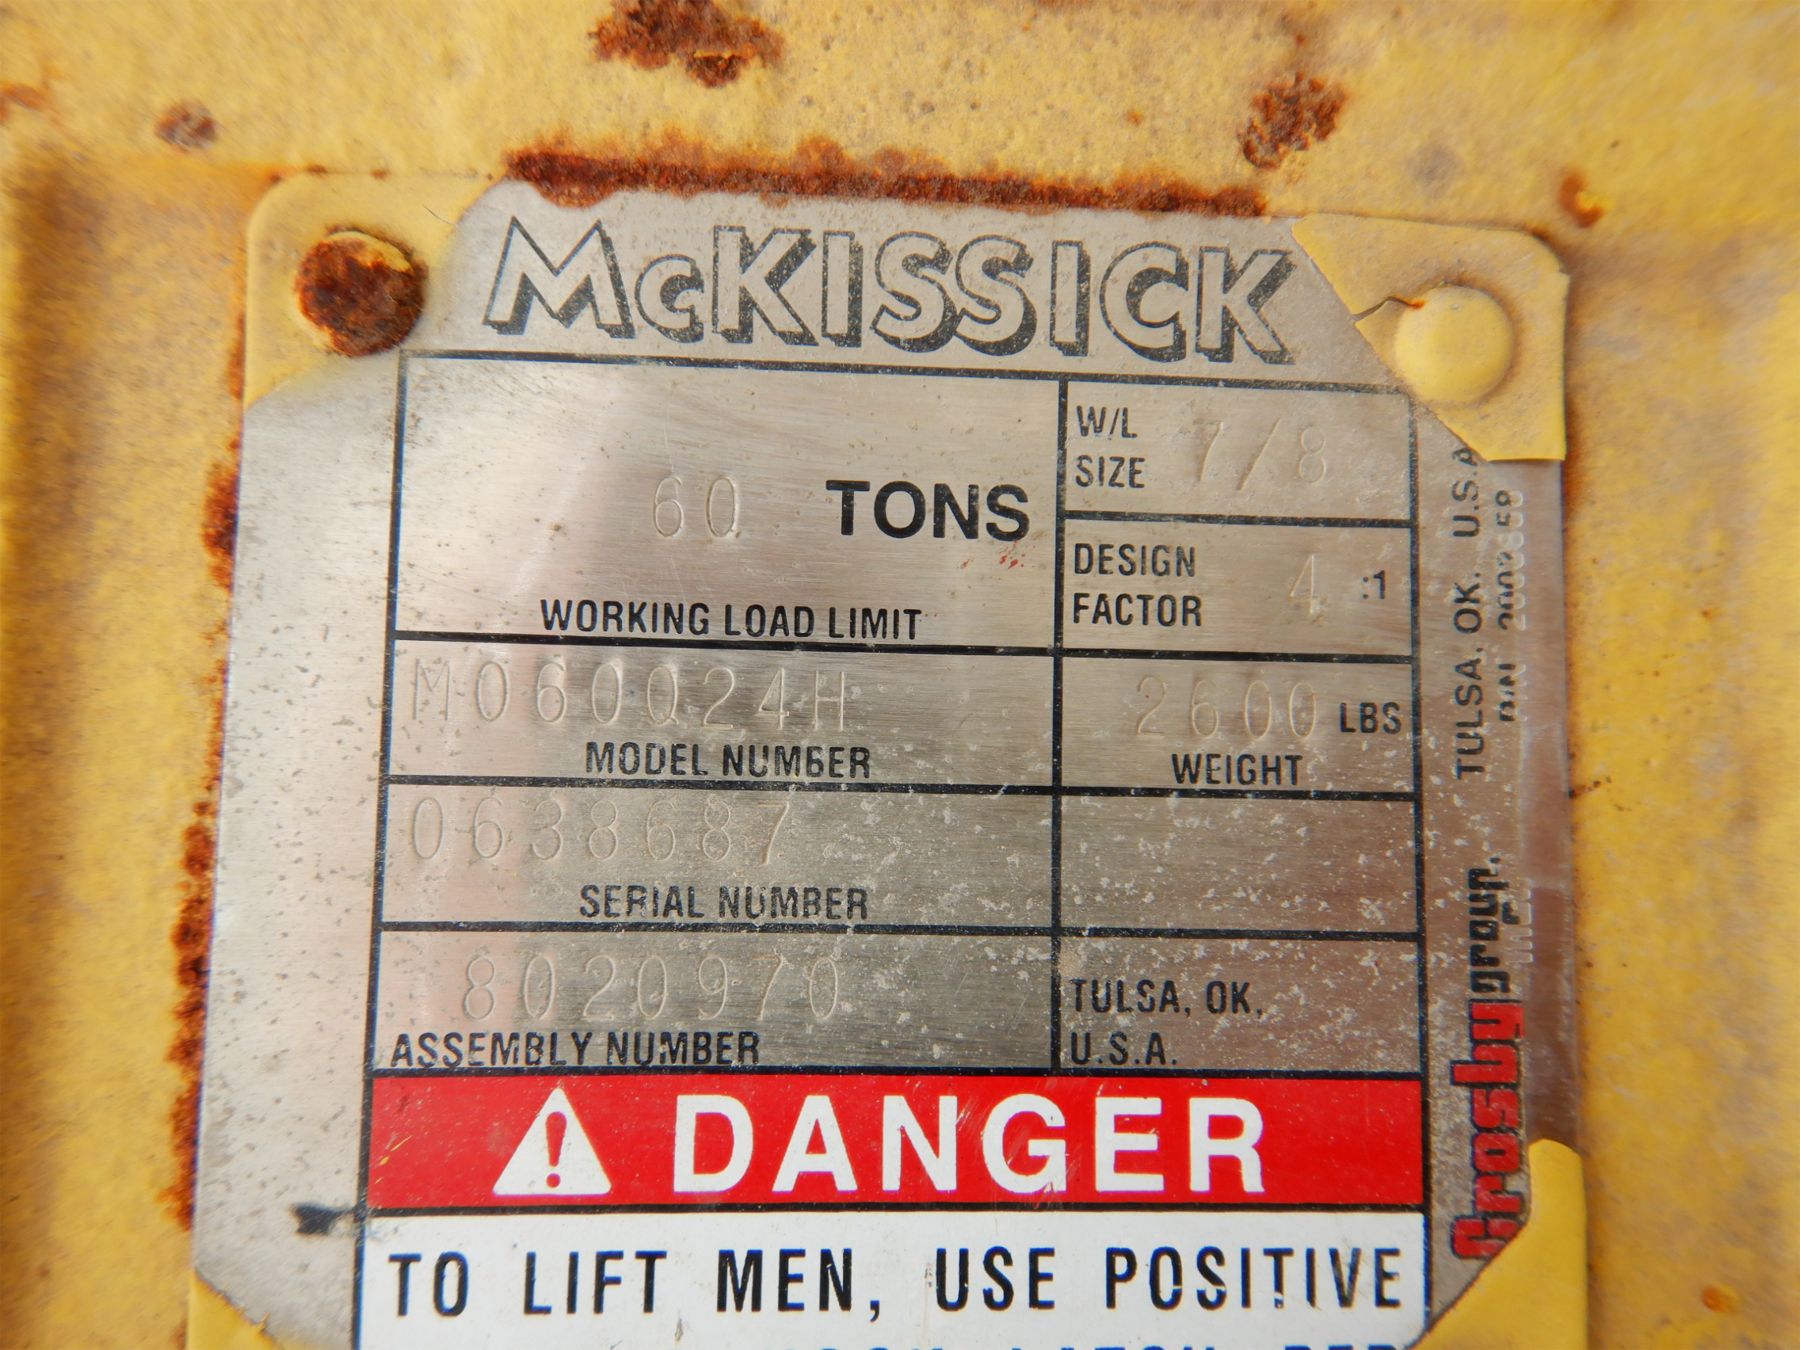 McKISSICK
60 TONS
WORKING LOAD LIMIT
W/L
SIZE 7/8
DESIGN
FACTOR 4 :1
M060Q24H
MODEL NUMBER
2600 LBS
WEIGHT
0638687
SERIAL NUMBER
8020970
ASSEMBLY NUMBER
TULSA, OK.
U.S.A.
Crosby group.
TULSA, OK. U.S.A
DANGER
TO LIFT MEN, USE POSITIVE